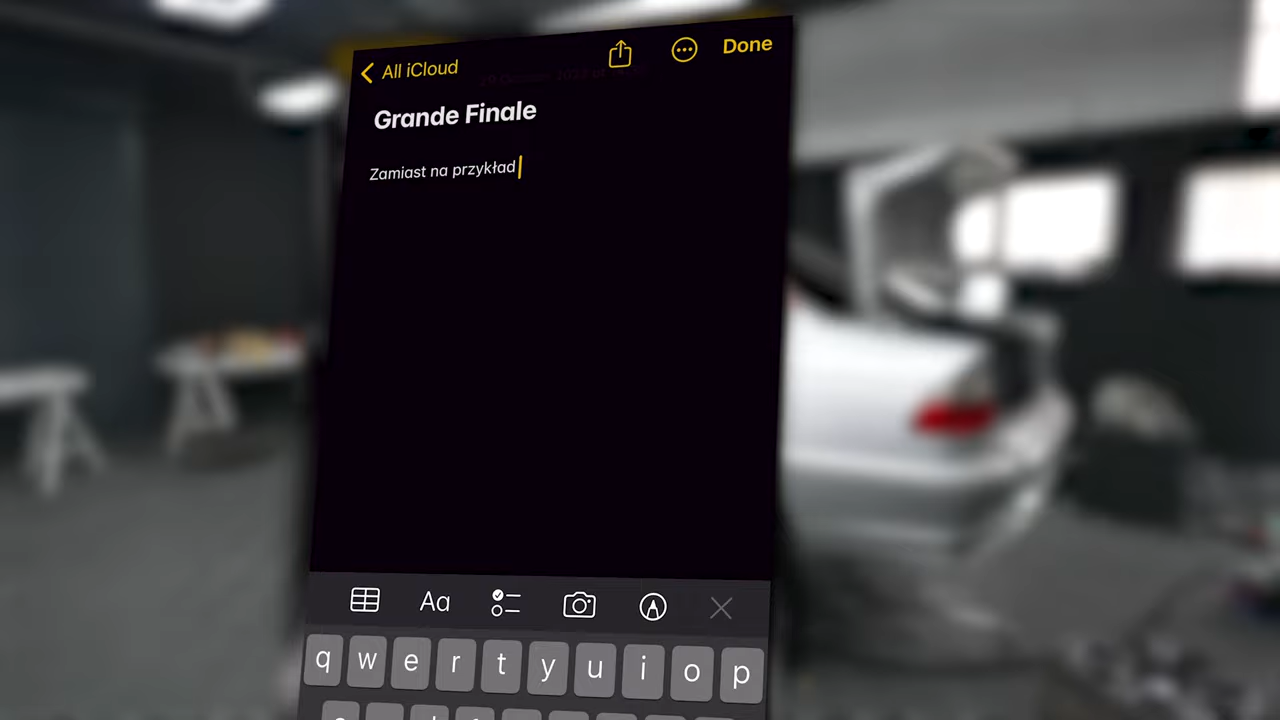 All iCloud
Done
Grande Finale
Zamiast na przykład
Aa
q w e r t y u i o p